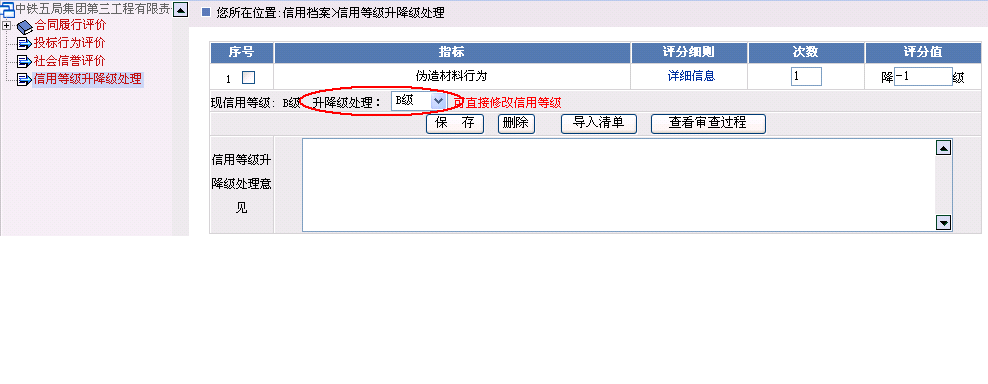 中铁五局集团第三工程有限责
合同履行评价
投标行为评价
社会信誉评价
信用等级升降级处理
您所在位置:信用档案>信用等级升降级处理
序号 指标 评分细则 次数 评分值
1 伪造材料行为 详细信息 1 降 -1 级
现信用等级: B级 升降级处理: B级 可直接修改信用等级
保 存 删除 导入清单 查看审查过程
信用等级升
降级处理意
见